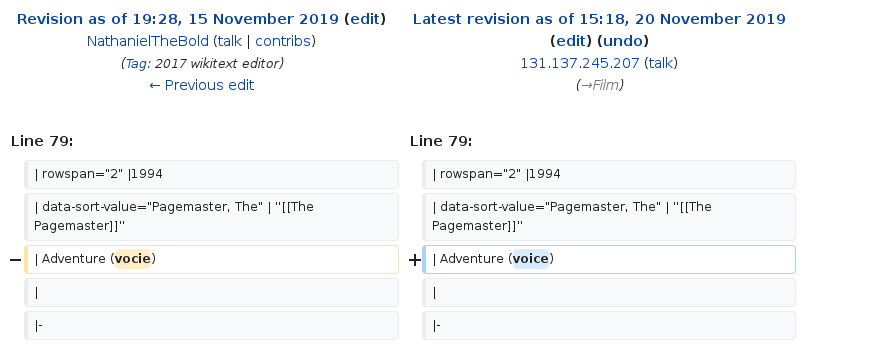 Revision as of 19:28, 15 November 2019 (edit)
NathanielTheBold (talk | contribs)
(Tag: 2017 wikitext editor)
← Previous edit
Latest revision as of 15:18, 20 November 2019
(edit) (undo)
131.137.245.207 (talk)
(→Film)
Line 79:
Line 79:
| rowspan="2" |1994
| rowspan="2" |1994
| data-sort-value="Pagemaster, The" | ''[[The
Pagemaster]]''
| data-sort-value="Pagemaster, The" | ''[[The
Pagemaster]]''
− | Adventure (vocie)
+ | Adventure (voice)
|
|
|-
|-